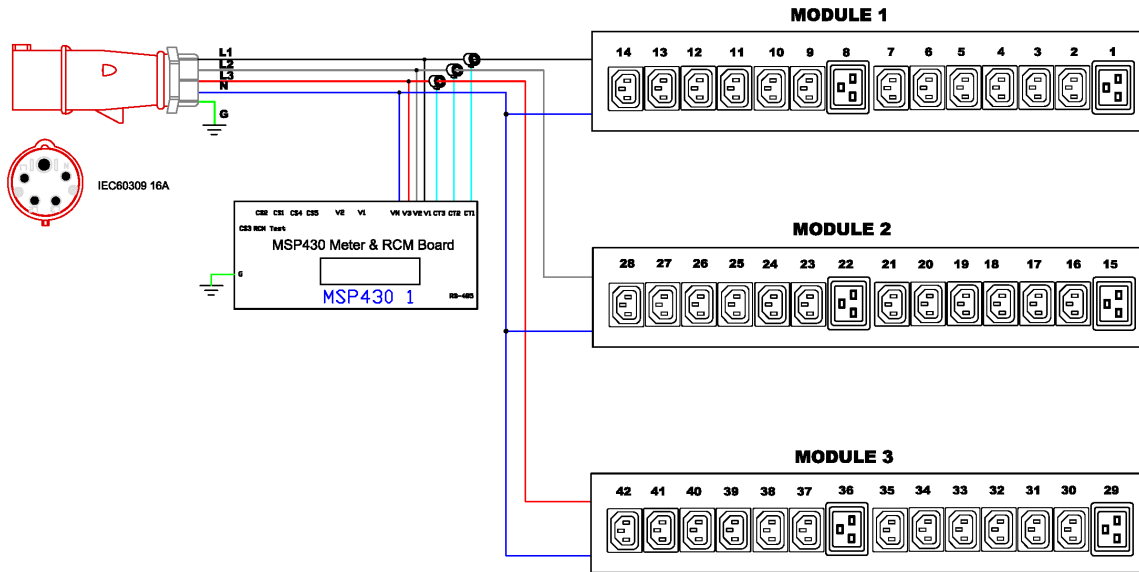 MODULE 1
14 13 12 11 10 9 8 7 6 5 4 3 2 1
L1
L2
L3
N
G
IEC60309 16A
CS2 CS1 CS4 CS5 V2 V1 VN V3 V2 V1 CT3 CT2 CT1
CS3 RCM Test
MSP430 Meter & RCM Board
G
MSP430 1
RS-485
MODULE 2
28 27 26 25 24 23 22 21 20 19 18 17 16 15
MODULE 3
42 41 40 39 38 37 36 35 34 33 32 31 30 29